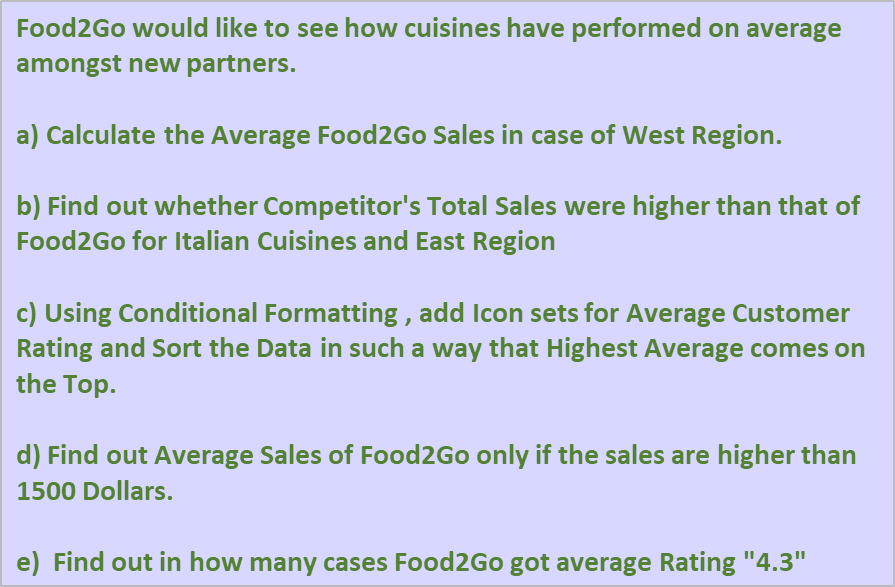 Food2Go would like to see how cuisines have performed on average
amongst new partners.
a) Calculate the Average Food2Go Sales in case of West Region.
b) Find out whether Competitor's Total Sales were higher than that of
Food2Go for Italian Cuisines and East Region
c) Using Conditional Formatting , add Icon sets for Average Customer
Rating and Sort the Data in such a way that Highest Average comes on
the Top.
d) Find out Average Sales of Food2Go only if the sales are higher than
1500 Dollars.
e)  Find out in how many cases Food2Go got average Rating "4.3"